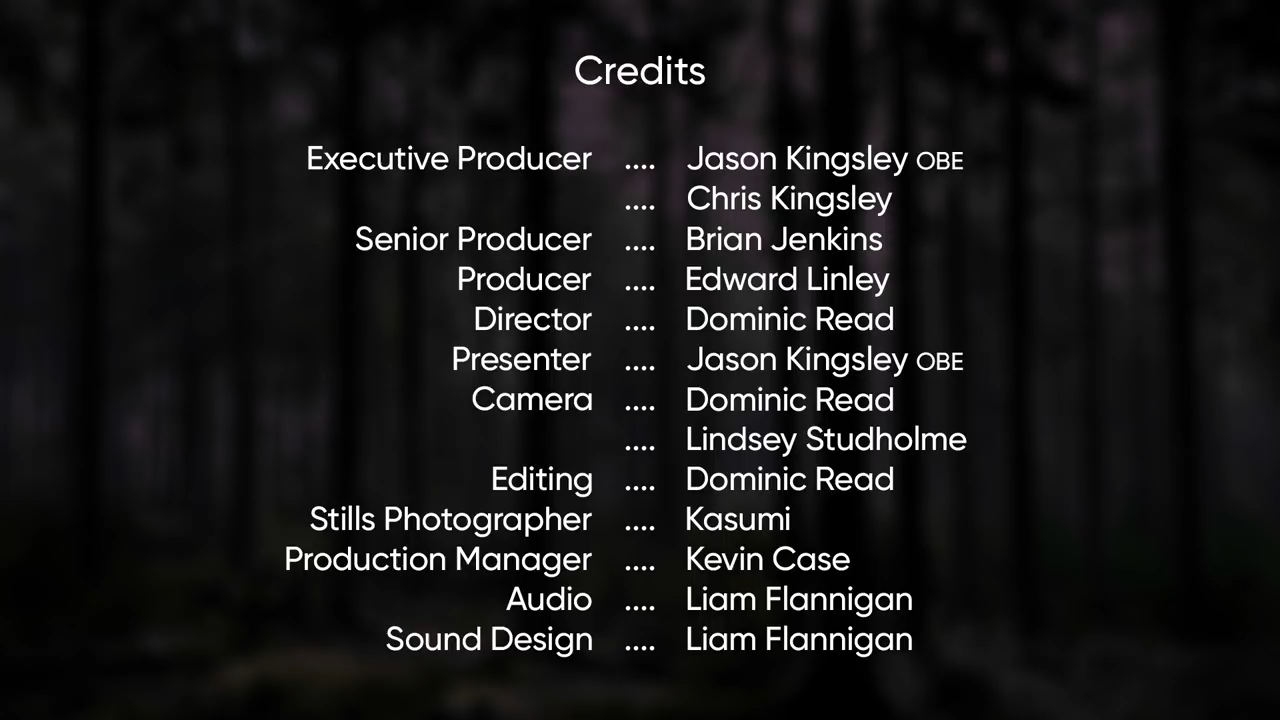 Credits
Executive Producer .... Jason Kingsley OBE
.... Chris Kingsley
Senior Producer .... Brian Jenkins
Producer .... Edward Linley
Director .... Dominic Read
Presenter .... Jason Kingsley OBE
Camera .... Dominic Read
.... Lindsey Studholme
Editing .... Dominic Read
Stills Photographer .... Kasumi
Production Manager .... Kevin Case
Audio .... Liam Flannigan
Sound Design .... Liam Flannigan